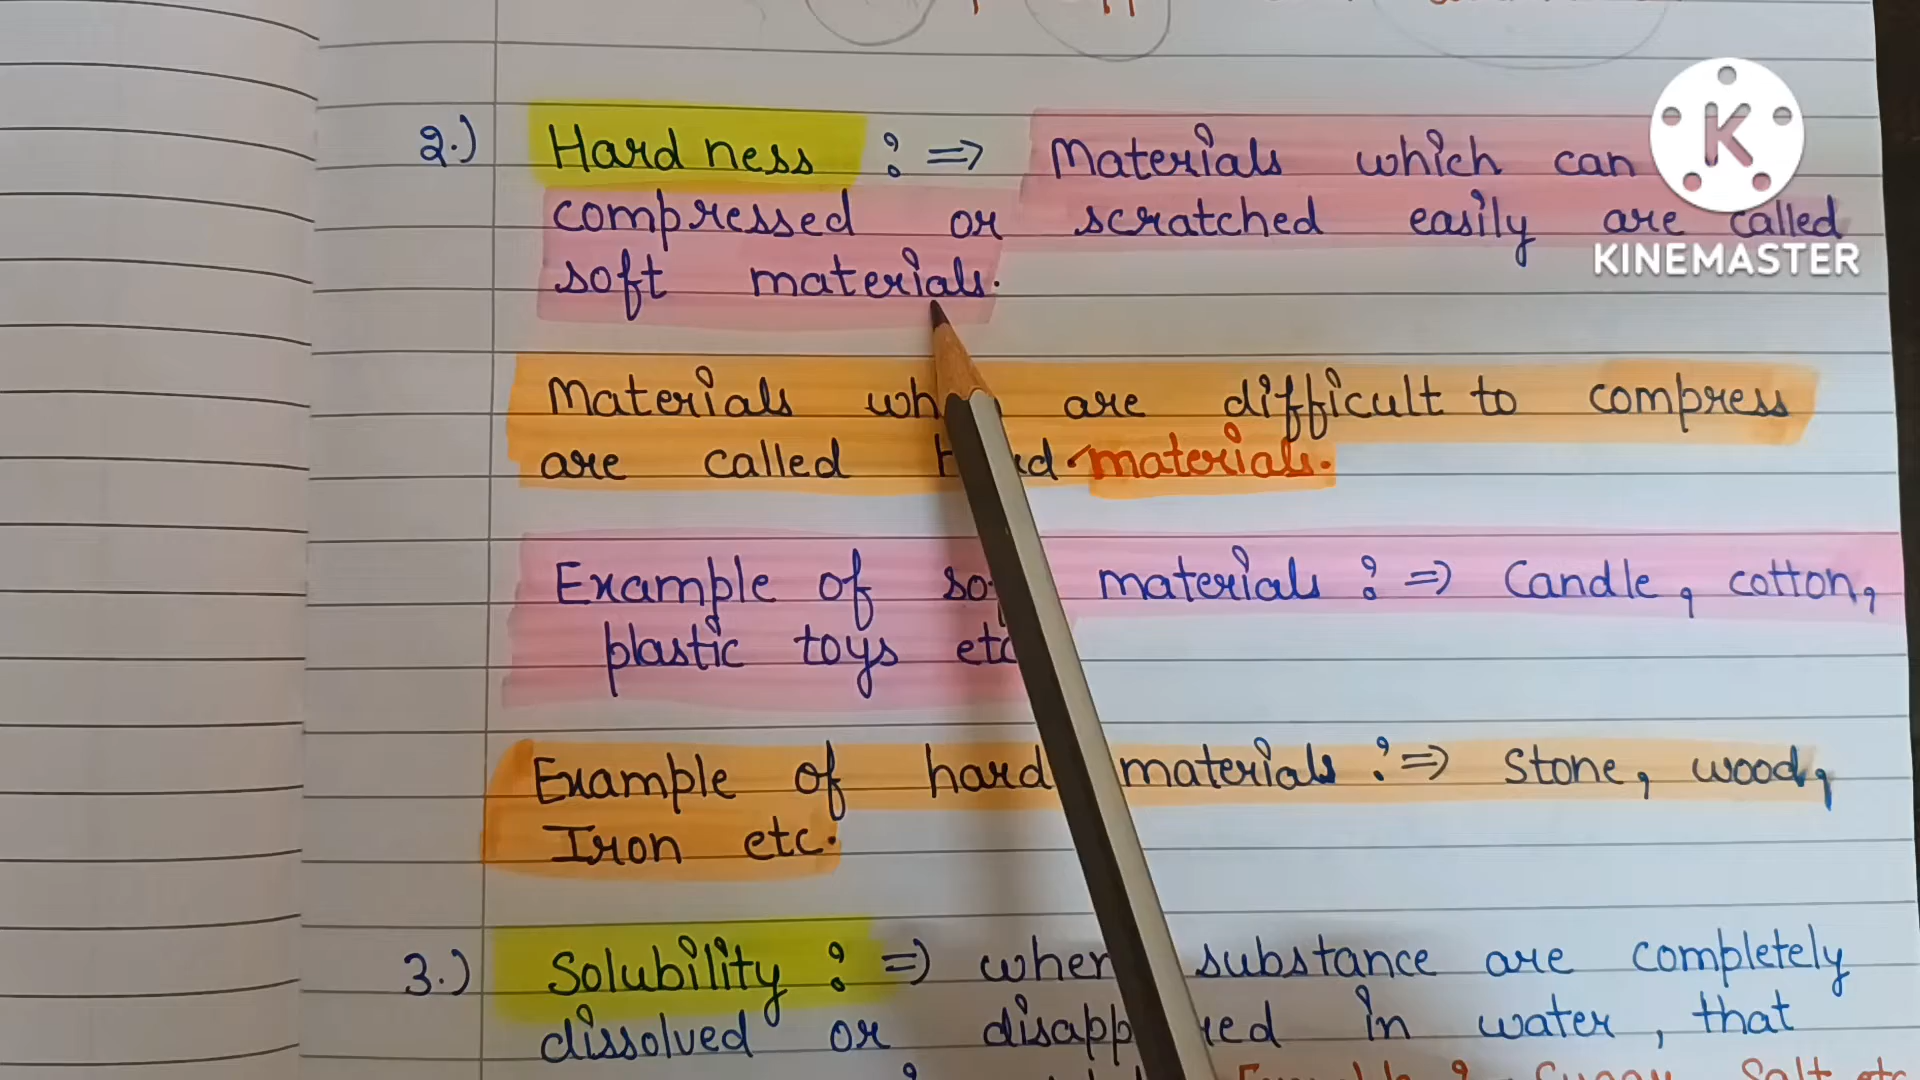 2.) Hardness :⇒ Materials which can
compressed or scratched easily are called
soft materials.
Materials are difficult to compress
are called materials.
Example of materials :⇒ Candle, cotton,
plastic toys etc
Example of hard materials :⇒ Stone, wood,
Iron etc.
3.) Solubility :⇒ substance are completely
dissolved or in water, that
K
KINEMASTER